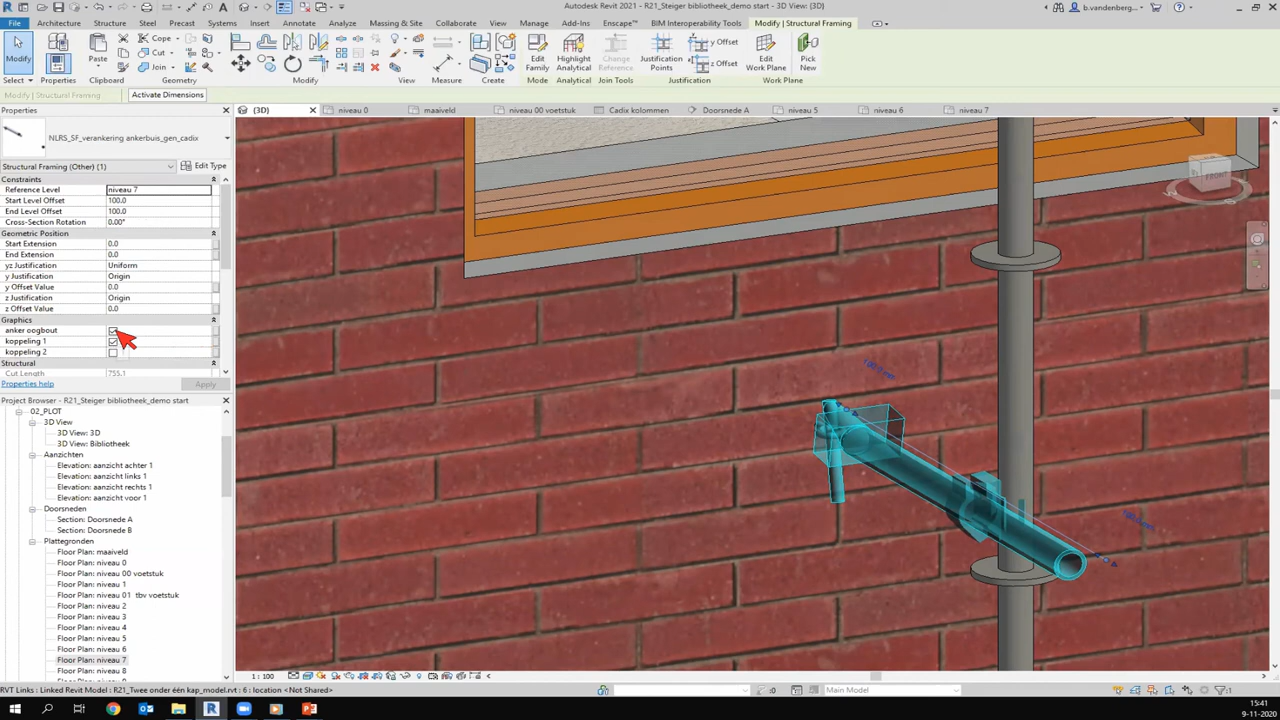 Autodesk Revit 2021 - R21_Steiger bibliotheek_demo start - 3D View: (3D)
b.vandenberg...
File Architecture Structure Steel Precast Systems Insert Annotate Analyze Massing & Site Collaborate View Manage Add-Ins Enscape™ BIM Interoperability Tools Modify | Structural Framing
Modify Paste Cope Cut Join Edit Family Highlight Analytical Change Reference Justification Points y Offset z Offset Edit Work Plane Pick New
Select Properties Clipboard Geometry Modify View Measure Create Mode Analytical Join Tools Justification Work Plane
Modify | Structural Framing Activate Dimensions
Properties
(3D) niveau 0 maaiveld niveau 00 voetstuk Cadix kolommen Doorsnede A niveau 5 niveau 6 niveau 7
NLRS_SF_verankering ankerbuis_gen_cadix
Structural Framing (Other) (1) Edit Type
Constraints
Reference Level niveau 7
Start Level Offset 100.0
End Level Offset 100.0
Cross-Section Rotation 0.00°
Geometric Position
Start Extension 0.0
End Extension 0.0
yz Justification Uniform
y Justification Origin
y Offset Value 0.0
z Justification Origin
z Offset Value 0.0
Graphics
anker oogbout
koppeling 1
koppeling 2
Structural
Cut Length 755.1
Properties help Apply
FRONT
Project Browser - R21_Steiger bibliotheek_demo start
02_PLOT
3D View
3D View: 3D
3D View: Bibliotheek
Aanzichten
Elevation: aanzicht achter 1
Elevation: aanzicht links 1
Elevation: aanzicht rechts 1
Elevation: aanzicht voor 1
Doorsneden
Section: Doorsnede A
Section: Doorsnede B
Plattegronden
Floor Plan: maaiveld
Floor Plan: niveau 0
Floor Plan: niveau 00 voetstuk
Floor Plan: niveau 1
Floor Plan: niveau 01 tbv voetstuk
Floor Plan: niveau 2
Floor Plan: niveau 3
Floor Plan: niveau 4
Floor Plan: niveau 5
Floor Plan: niveau 6
Floor Plan: niveau 7
Floor Plan: niveau 8
1 : 100
RVT Links : Linked Revit Model : R21_Twee onder één kap_model.rvt : 6 : location <Not Shared>
:0 Main Model :1
15:41
9-11-2020